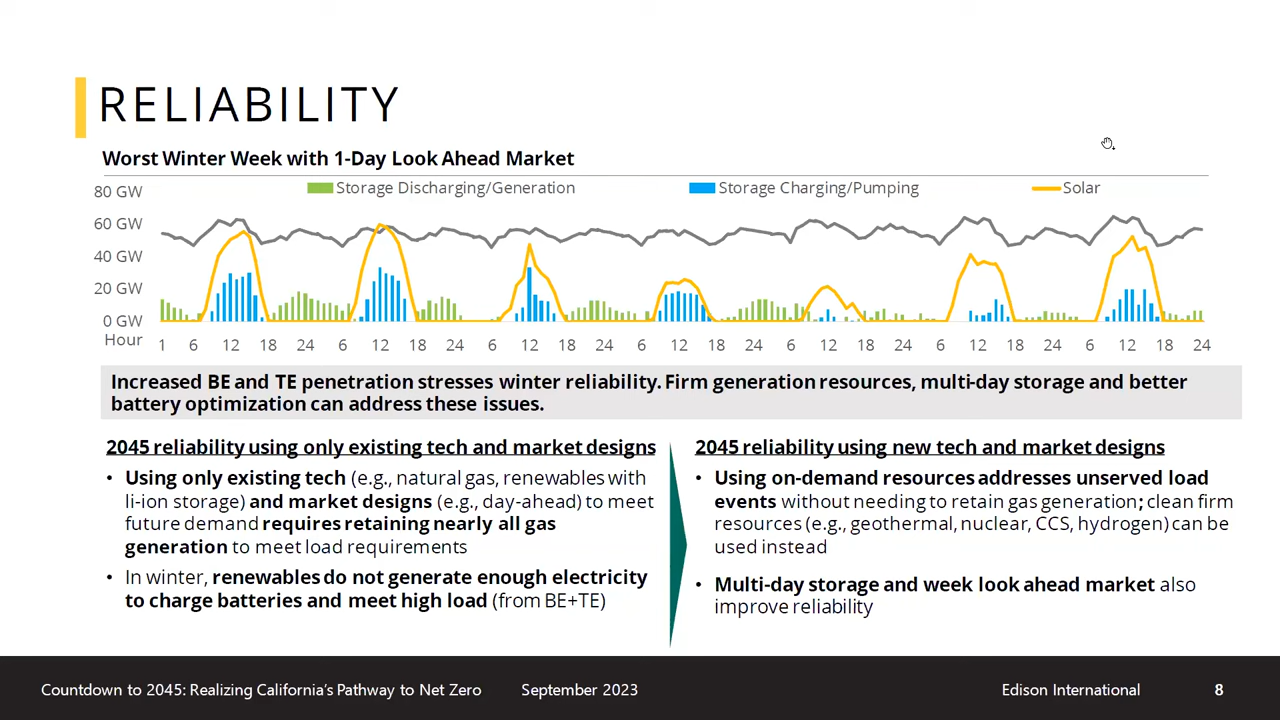 RELIABILITY
Worst Winter Week with 1-Day Look Ahead Market
Storage Discharging/Generation Storage Charging/Pumping Solar
80 GW
60 GW
40 GW
20 GW
0 GW
Hour 1 6 12 18 24 6 12 18 24 6 12 18 24 6 12 18 24 6 12 18 24 6 12 18 24 6 12 18 24
Increased BE and TE penetration stresses winter reliability. Firm generation resources, multi-day storage and better
battery optimization can address these issues.
2045 reliability using only existing tech and market designs
• Using only existing tech (e.g., natural gas, renewables with
li-ion storage) and market designs (e.g., day-ahead) to meet
future demand requires retaining nearly all gas
generation to meet load requirements
• In winter, renewables do not generate enough electricity
to charge batteries and meet high load (from BE+TE)
2045 reliability using new tech and market designs
• Using on-demand resources addresses unserved load
events without needing to retain gas generation; clean firm
resources (e.g., geothermal, nuclear, CCS, hydrogen) can be
used instead
• Multi-day storage and week look ahead market also
improve reliability
Countdown to 2045: Realizing California's Pathway to Net Zero September 2023 Edison International 8